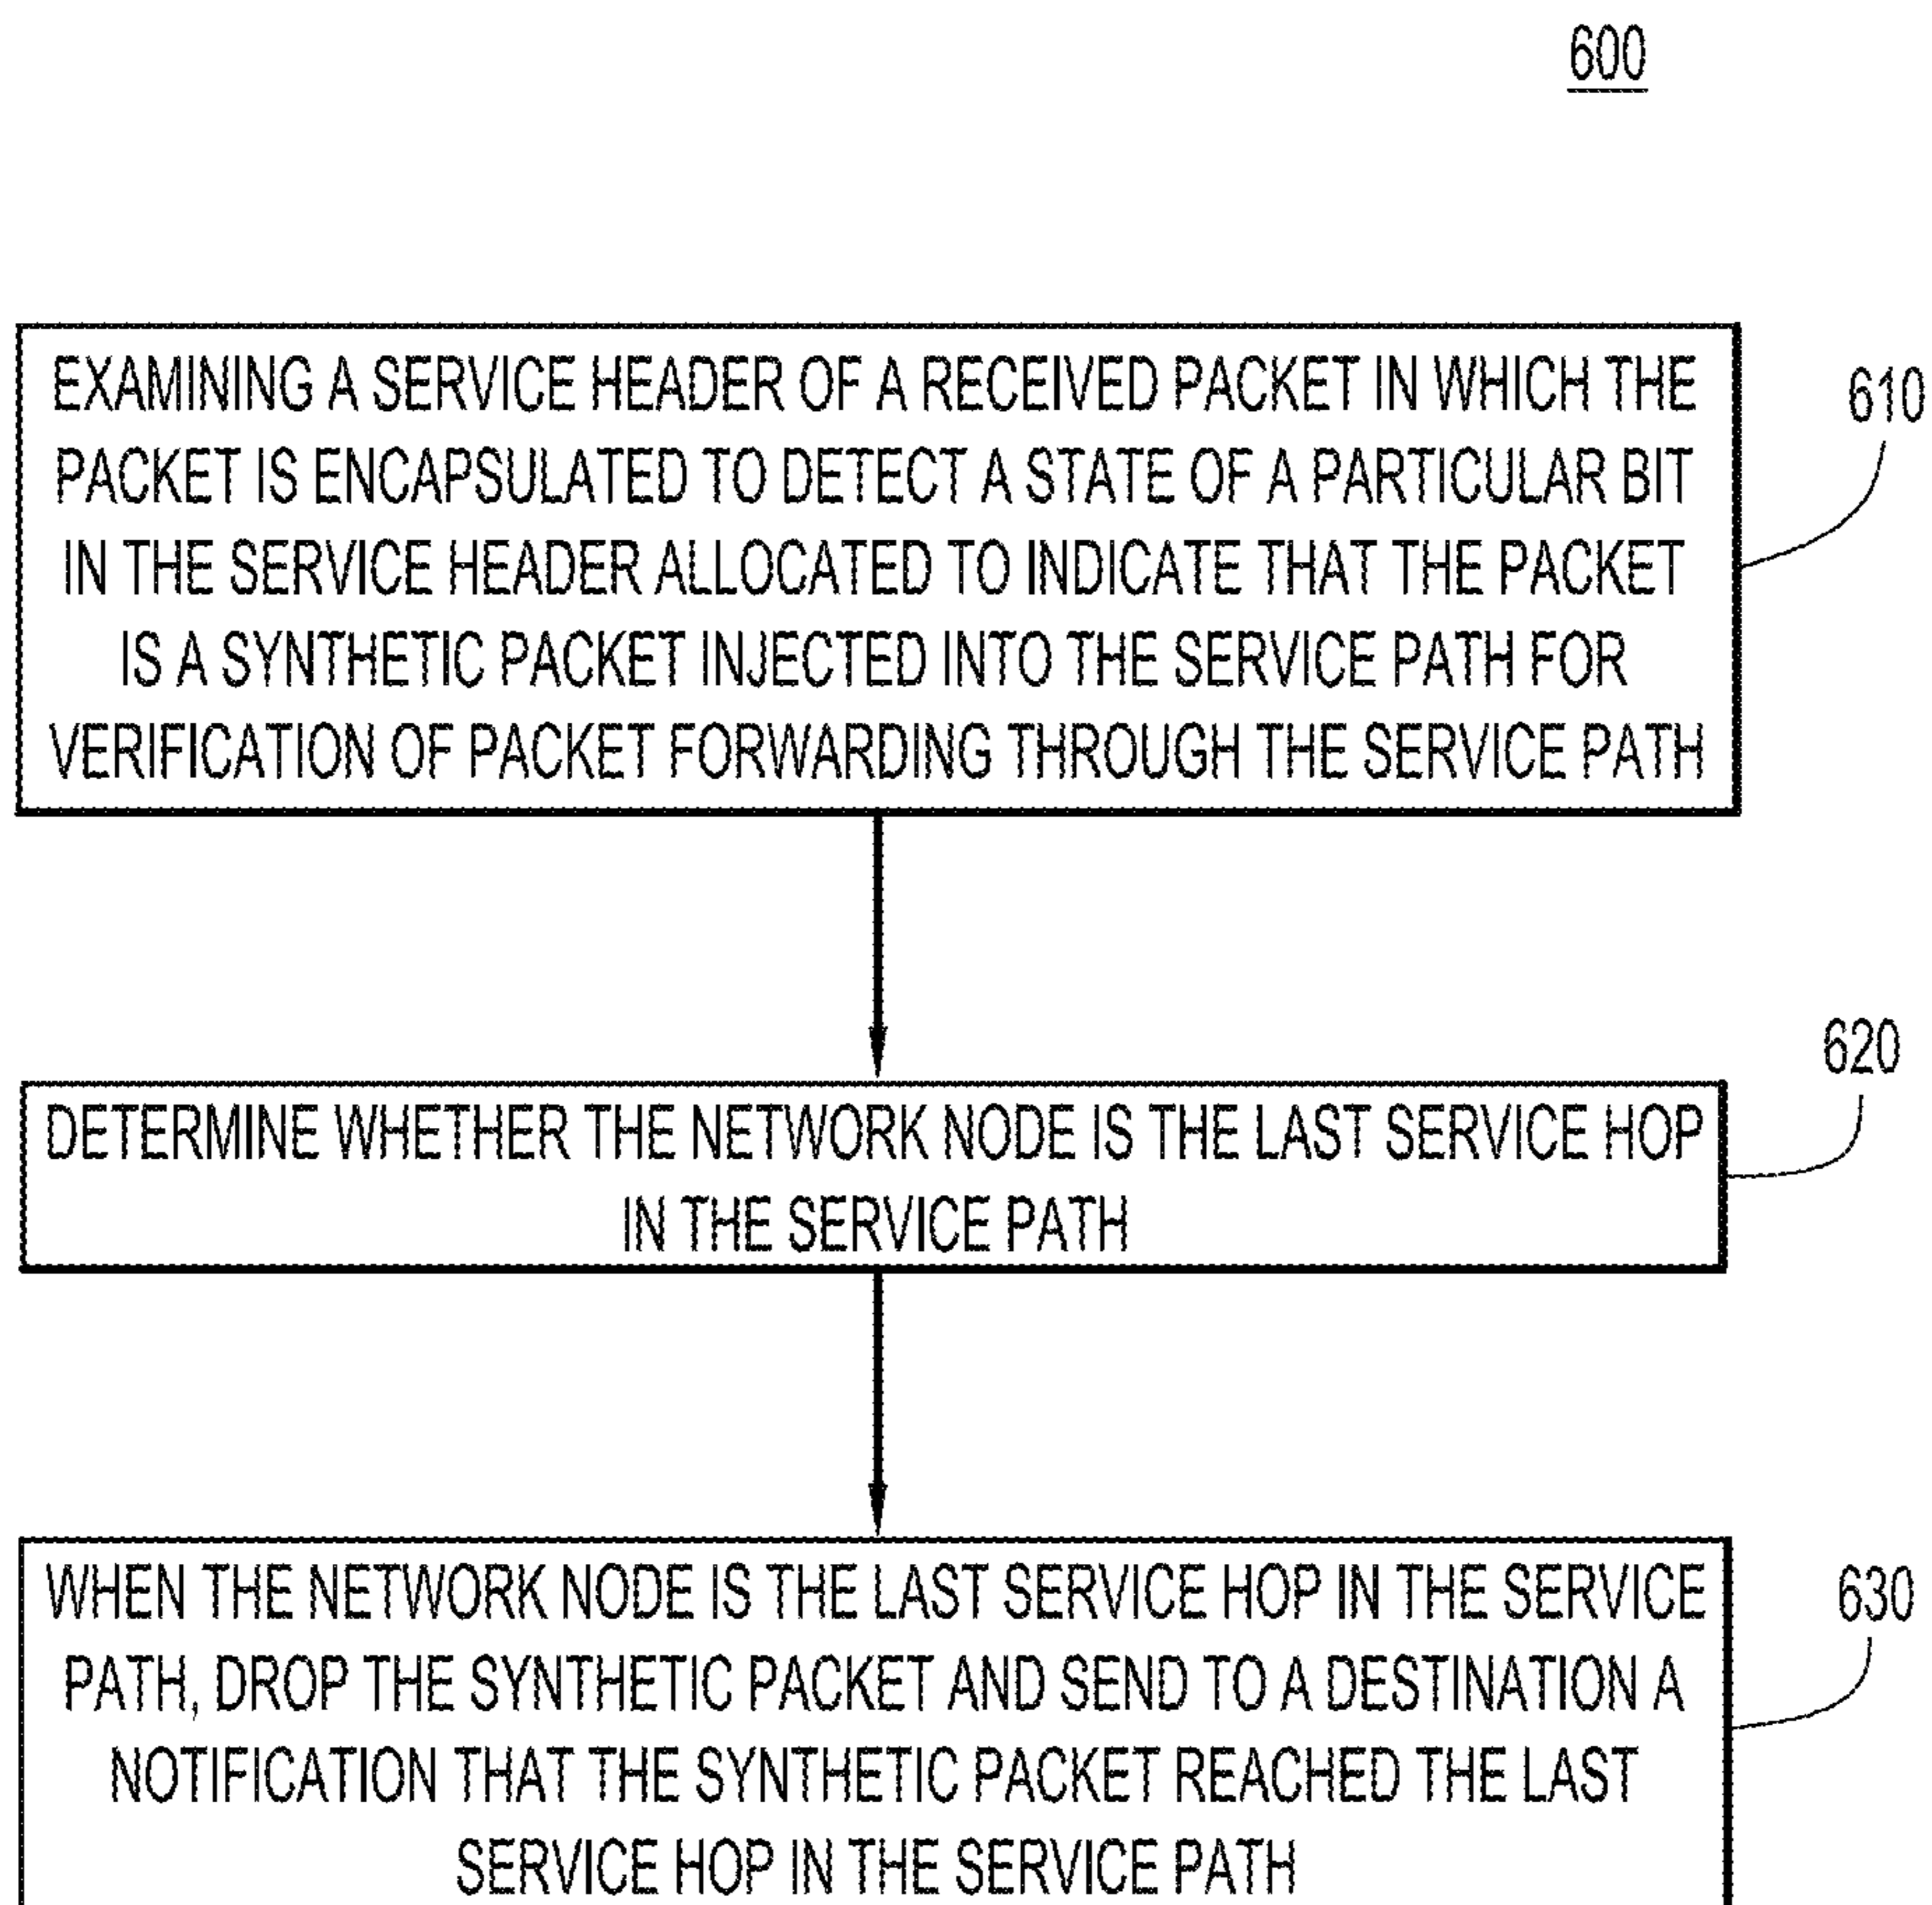 600
EXAMINING A SERVICE HEADER OF A RECEIVED PACKET IN WHICH THE
PACKET IS ENCAPSULATED TO DETECT A STATE OF A PARTICULAR BIT
IN THE SERVICE HEADER ALLOCATED TO INDICATE THAT THE PACKET
IS A SYNTHETIC PACKET INJECTED INTO THE SERVICE PATH FOR
VERIFICATION OF PACKET FORWARDING THROUGH THE SERVICE PATH
610
DETERMINE WHETHER THE NETWORK NODE IS THE LAST SERVICE HOP
IN THE SERVICE PATH
620
WHEN THE NETWORK NODE IS THE LAST SERVICE HOP IN THE SERVICE
PATH, DROP THE SYNTHETIC PACKET AND SEND TO A DESTINATION A
NOTIFICATION THAT THE SYNTHETIC PACKET REACHED THE LAST
SERVICE HOP IN THE SERVICE PATH
630